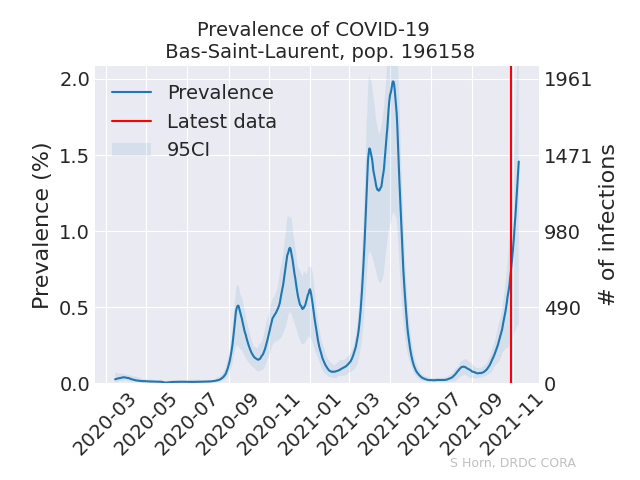 Prevalence of COVID-19
Bas-Saint-Laurent, pop. 196158
Prevalence
Latest data
95CI
Prevalence (%)
2.0
1.5
1.0
0.5
0.0
1961
1471
980
490
0
# of infections
2020-03
2020-05
2020-07
2020-09
2020-11
2021-01
2021-03
2021-05
2021-07
2021-09
2021-11
S Horn, DRDC CORA